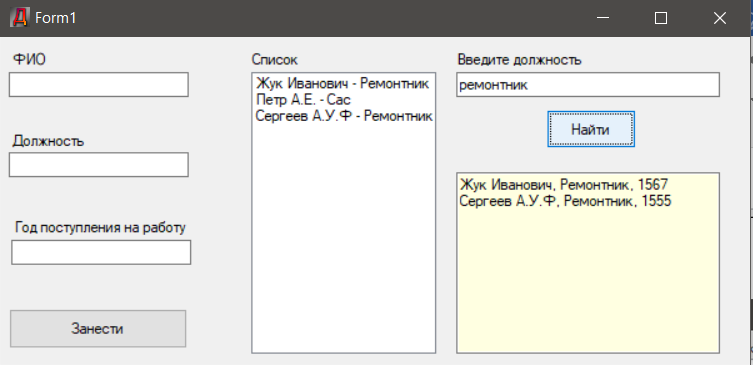 Form1
ФИО
Должность
Год поступления на работу
Занести
Список
Жук Иванович - Ремонтник
Петр А.Е. - Сас
Сергеев А.У.Ф - Ремонтник
Введите должность
ремонтник
Найти
Жук Иванович, Ремонтник, 1567
Сергеев А.У.Ф, Ремонтник, 1555